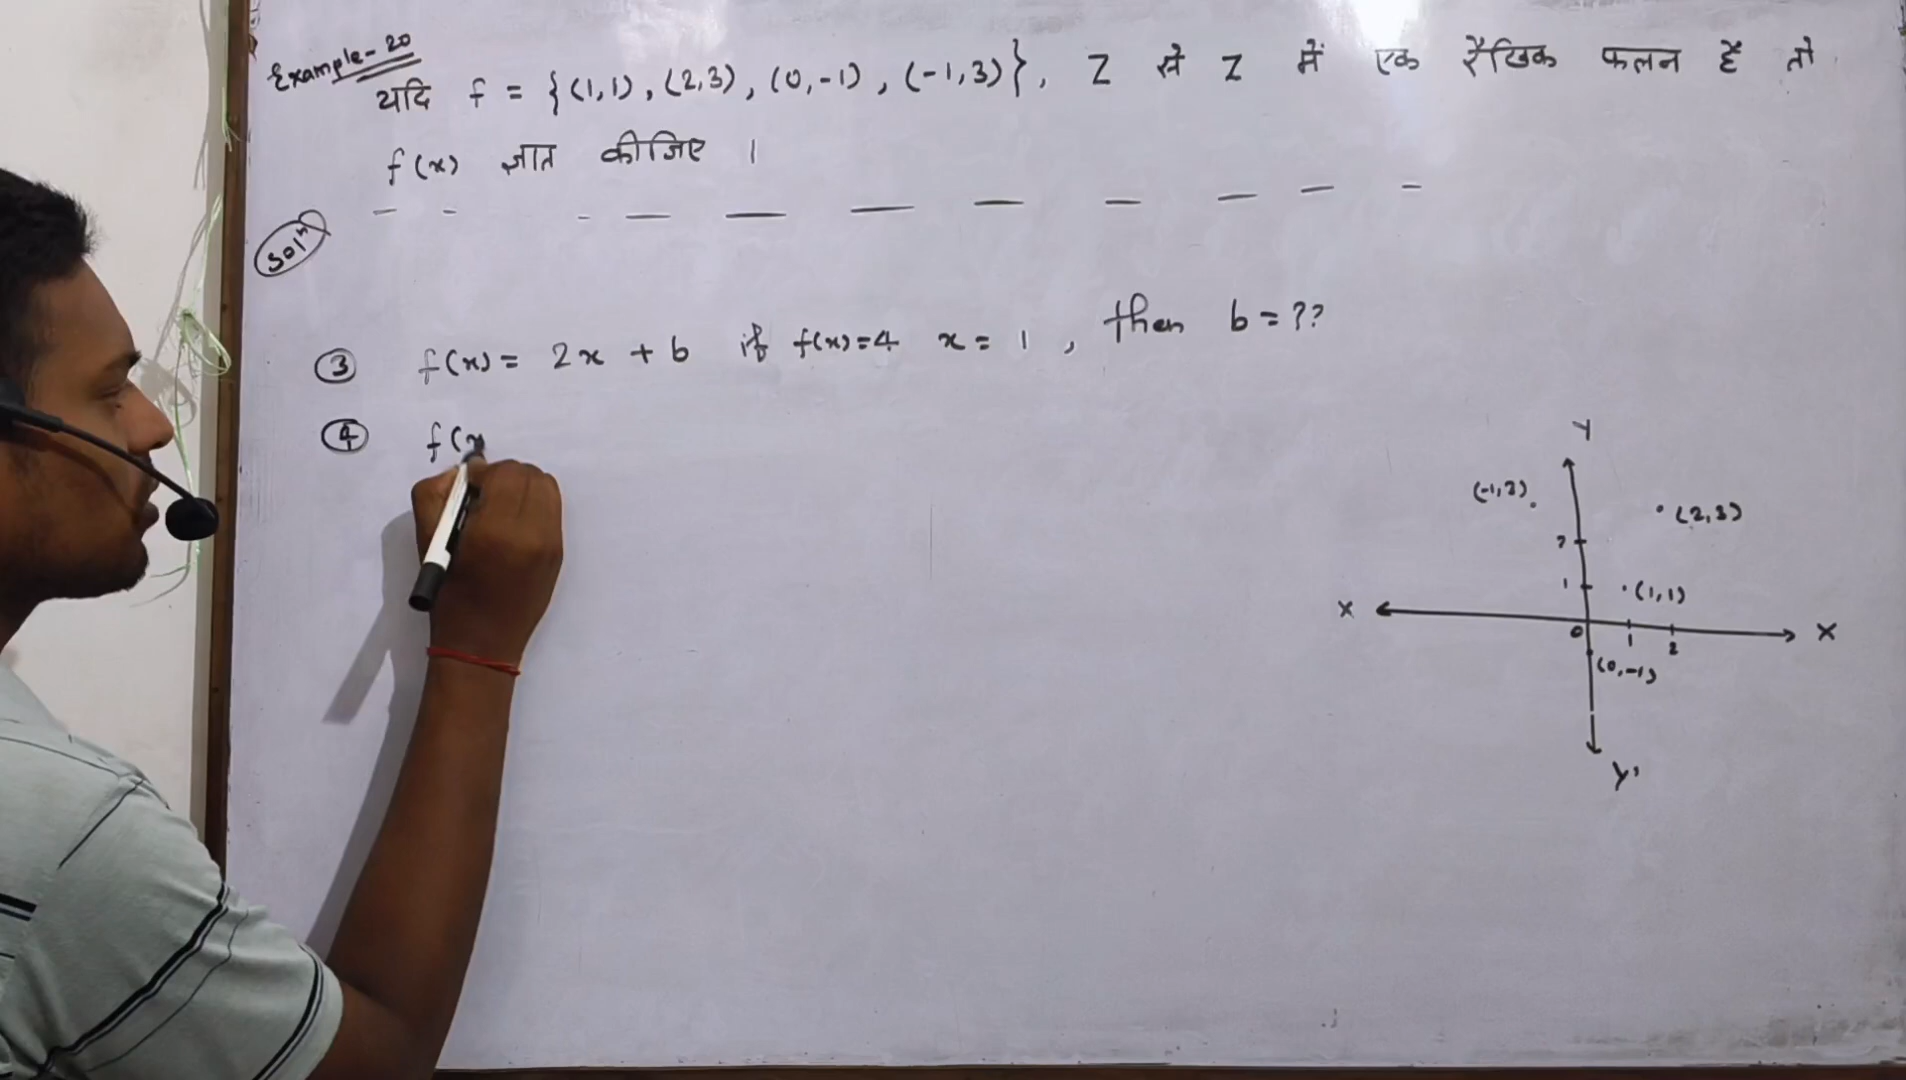 Example-20
यदि f = {(1,1), (2,3), (0,-1), (-1,3)}, Z से Z में एक रैखिक फलन है तो
f(x) ज्ञात कीजिए ।
Solⁿ
③ f(x) = 2x + b if f(x)=4 x = 1 , then b = ??
④ f(x
Y
(-1,3)
(2,3)
2
1
(1,1)
X
X
0
1
2
(0,-1)
Y'